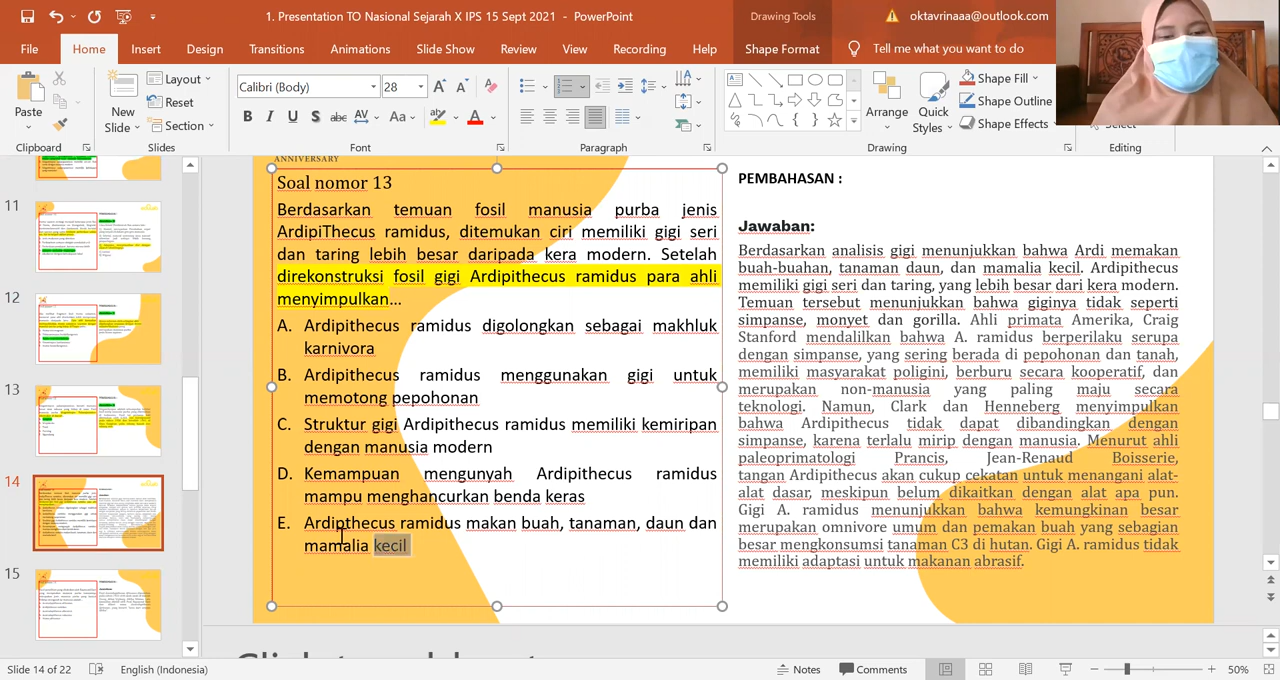 1. Presentation TO Nasional Sejarah X IPS 15 Sept 2021 - PowerPoint
Drawing Tools
oktavrinaaa@outlook.com
File Home Insert Design Transitions Animations Slide Show Review View Recording Help Shape Format Tell me what you want to do
Paste
New
Slide
Layout
Reset
Section
Calibri (Body) 28
Arrange
Quick
Styles
Shape Fill
Shape Outline
Shape Effects
Select
Clipboard Slides Font Paragraph Drawing Editing
11
12
13
14
15
ANNIVERSARY
Soal nomor 13
Berdasarkan temuan fosil manusia purba jenis
ArdipiThecus ramidus, ditemukan ciri memiliki gigi seri
dan taring lebih besar daripada kera modern. Setelah
direkonstruksi fosil gigi Ardipithecus ramidus para ahli
menyimpulkan...
A. Ardipithecus ramidus digolongkan sebagai makhluk
karnivora
B. Ardipithecus ramidus menggunakan gigi untuk
memotong pepohonan
C. Struktur gigi Ardipithecus ramidus memiliki kemiripan
dengan manusia modern
D. Kemampuan mengunyah Ardipithecus ramidus
mampu menghancurkan penda keras
E. Ardipithecus ramidus makan buah, tanaman, daun dan
mamalia kecil
PEMBAHASAN :
Jawaban:
Berdasarkan analisis gigi menunjukkan bahwa Ardi memakan
buah-buahan, tanaman daun, dan mamalia kecil. Ardipithecus
memiliki gigi seri dan taring, yang lebih besar dari kera modern.
Temuan tersebut menunjukkan bahwa giginya tidak seperti
simpanse, monyet dan gorilla. Ahli primata Amerika, Craig
Stanford mendalilkan bahwa A. ramidus berperilaku serupa
dengan simpanse, yang sering berada di pepohonan dan tanah,
memiliki masyarakat poligini, berburu secara kooperatif, dan
merupakan non-manusia yang paling maju secara
teknologi Namun, Clark dan Henneberg menyimpulkan
bahwa Ardipithecus tidak dapat dibandingkan dengan
simpanse, karena terlalu mirip dengan manusia. Menurut ahli
paleoprimatologi Prancis, Jean-Renaud Boisserie,
tangan Ardipithecus akan cukup cekatan untuk menangani alat-
alat, meskipun belum dikaitkan dengan alat apa pun.
Gigi A. ramidus menunjukkan bahwa kemungkinan besar
merupakan omnivore umum dan pemakan buah yang sebagian
besar mengkonsumsi tanaman C3 di hutan. Gigi A. ramidus tidak
memiliki adaptasi untuk makanan abrasif.
Slide 14 of 22 English (Indonesia) Notes Comments 50%